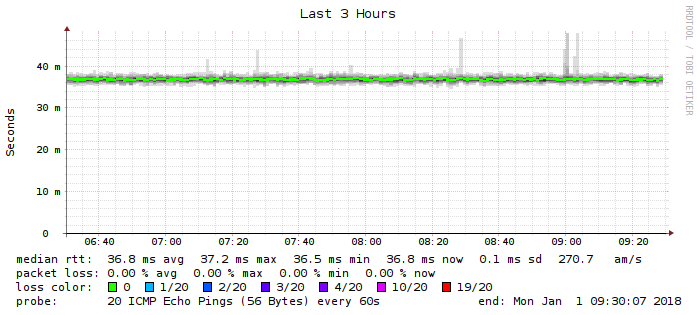 Last 3 Hours
RRDTOOL / TOBI OETIKER
Seconds
40 m
30 m
20 m
10 m
0
06:40 07:00 07:20 07:40 08:00 08:20 08:40 09:00 09:20
median rtt: 36.8 ms avg 37.2 ms max 36.5 ms min 36.8 ms now 0.1 ms sd 270.7 am/s
packet loss: 0.00 % avg 0.00 % max 0.00 % min 0.00 % now
loss color: 0 1/20 2/20 3/20 4/20 10/20 19/20
probe: 20 ICMP Echo Pings (56 Bytes) every 60s end: Mon Jan 1 09:30:07 2018